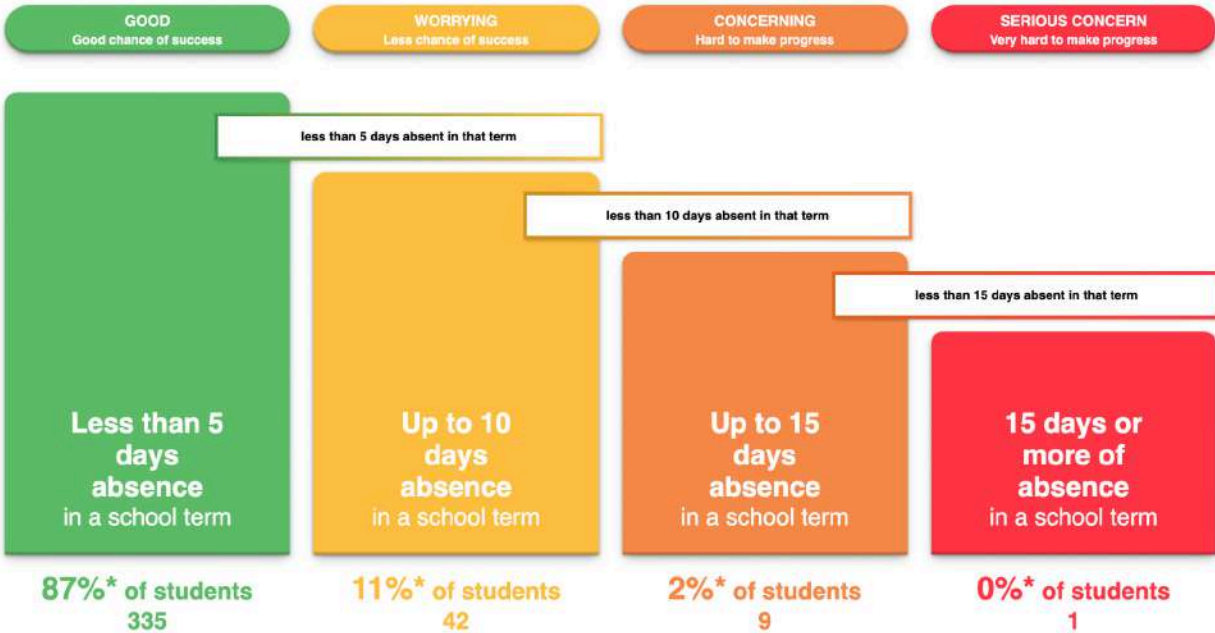 GOOD
Good chance of success
WORRYING
Less chance of success
CONCERNING
Hard to make progress
SERIOUS CONCERN
Very hard to make progress
less than 5 days absent in that term
less than 10 days absent in that term
less than 15 days absent in that term
Less than 5
days
absence
in a school term
Up to 10
days
absence
in a school term
Up to 15
days
absence
in a school term
15 days or
more of
absence
in a school term
87%* of students
335
11%* of students
42
2%* of students
9
0%* of students
1